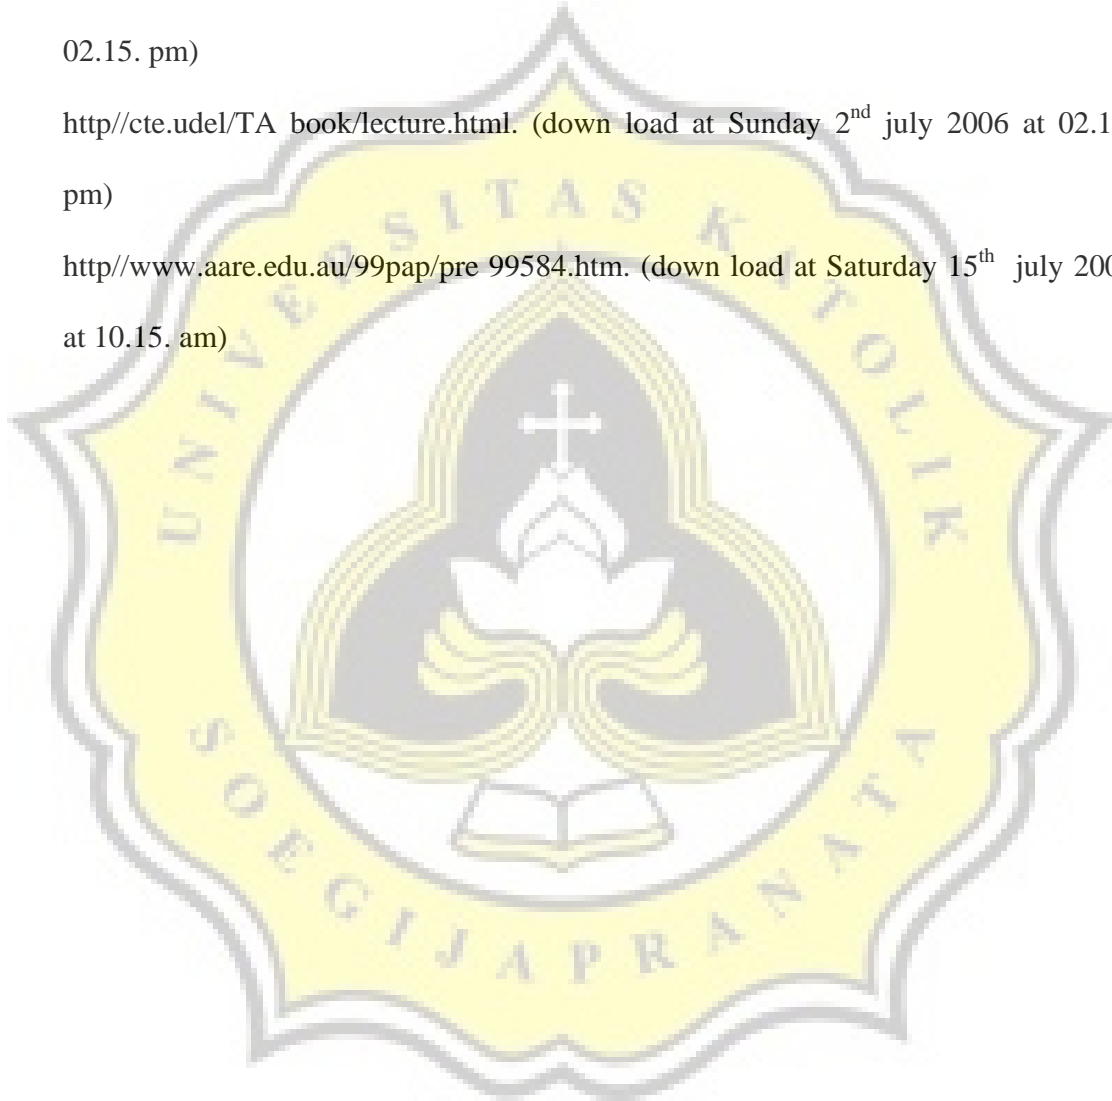 02.15. pm)
http//cte.udel/TA book/lecture.html. (down load at Sunday 2nd july 2006 at 02.1
pm)
http//www.aare.edu.au/99pap/pre 99584.htm. (down load at Saturday 15th july 200
at 10.15. am)
UNIVERSITAS KATOLIK
SOEGIJAPRANATA